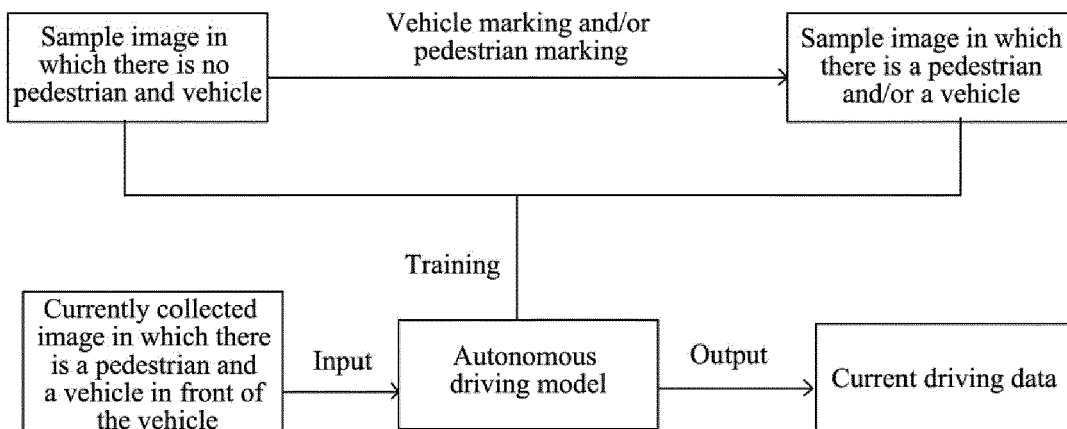 Sample image in
which there is no
pedestrian and vehicle
Vehicle marking and/or
pedestrian marking
Sample image in which
there is a pedestrian
and/or a vehicle
Training
Currently collected
image in which there
is a pedestrian and
a vehicle in front of
the vehicle
Input
Autonomous
driving model
Output
Current driving data